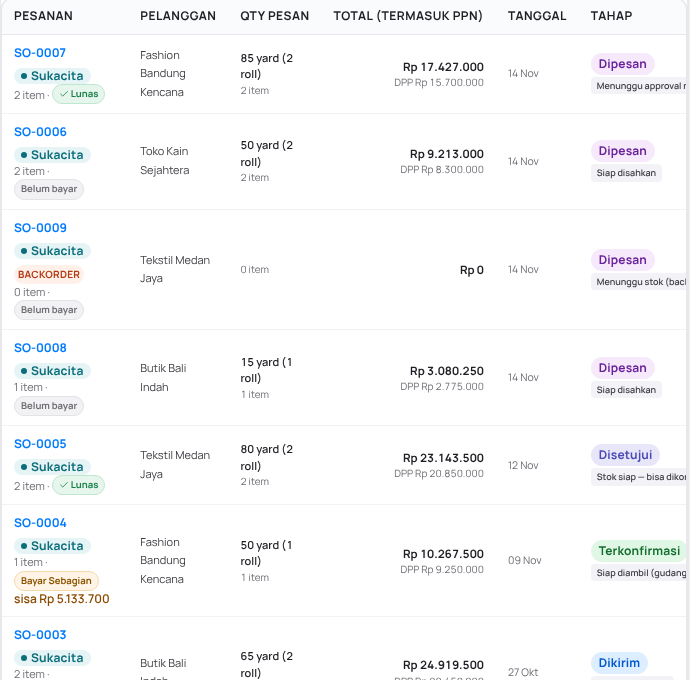 PESANAN PELANGGAN QTY PESAN TOTAL (TERMASUK PPN) TANGGAL TAHAP
SO-0007
Sukacita
2 item · ✓ Lunas
Fashion
Bandung
Kencana
85 yard (2
roll)
2 item
Rp 17.427.000
DPP Rp 15.700.000
14 Nov
Dipesan
Menunggu approval
SO-0006
Sukacita
2 item ·
Belum bayar
Toko Kain
Sejahtera
50 yard (2
roll)
2 item
Rp 9.213.000
DPP Rp 8.300.000
14 Nov
Dipesan
Siap disahkan
SO-0009
Sukacita
BACKORDER
0 item ·
Belum bayar
Tekstil Medan
Jaya
0 item
Rp 0
14 Nov
Dipesan
Menunggu stok
SO-0008
Sukacita
1 item ·
Belum bayar
Butik Bali
Indah
15 yard (1
roll)
1 item
Rp 3.080.250
DPP Rp 2.775.000
14 Nov
Dipesan
Siap disahkan
SO-0005
Sukacita
2 item · ✓ Lunas
Tekstil Medan
Jaya
80 yard (2
roll)
2 item
Rp 23.143.500
DPP Rp 20.850.000
12 Nov
Disetujui
Stok siap — bisa
SO-0004
Sukacita
1 item ·
Bayar Sebagian
sisa Rp 5.133.700
Fashion
Bandung
Kencana
50 yard (1
roll)
1 item
Rp 10.267.500
DPP Rp 9.250.000
09 Nov
Terkonfirmasi
Siap diambil (gudang
SO-0003
Sukacita
2 item ·
Butik Bali
65 yard (2
roll)
Rp 24.919.500
27 Okt
Dikirim